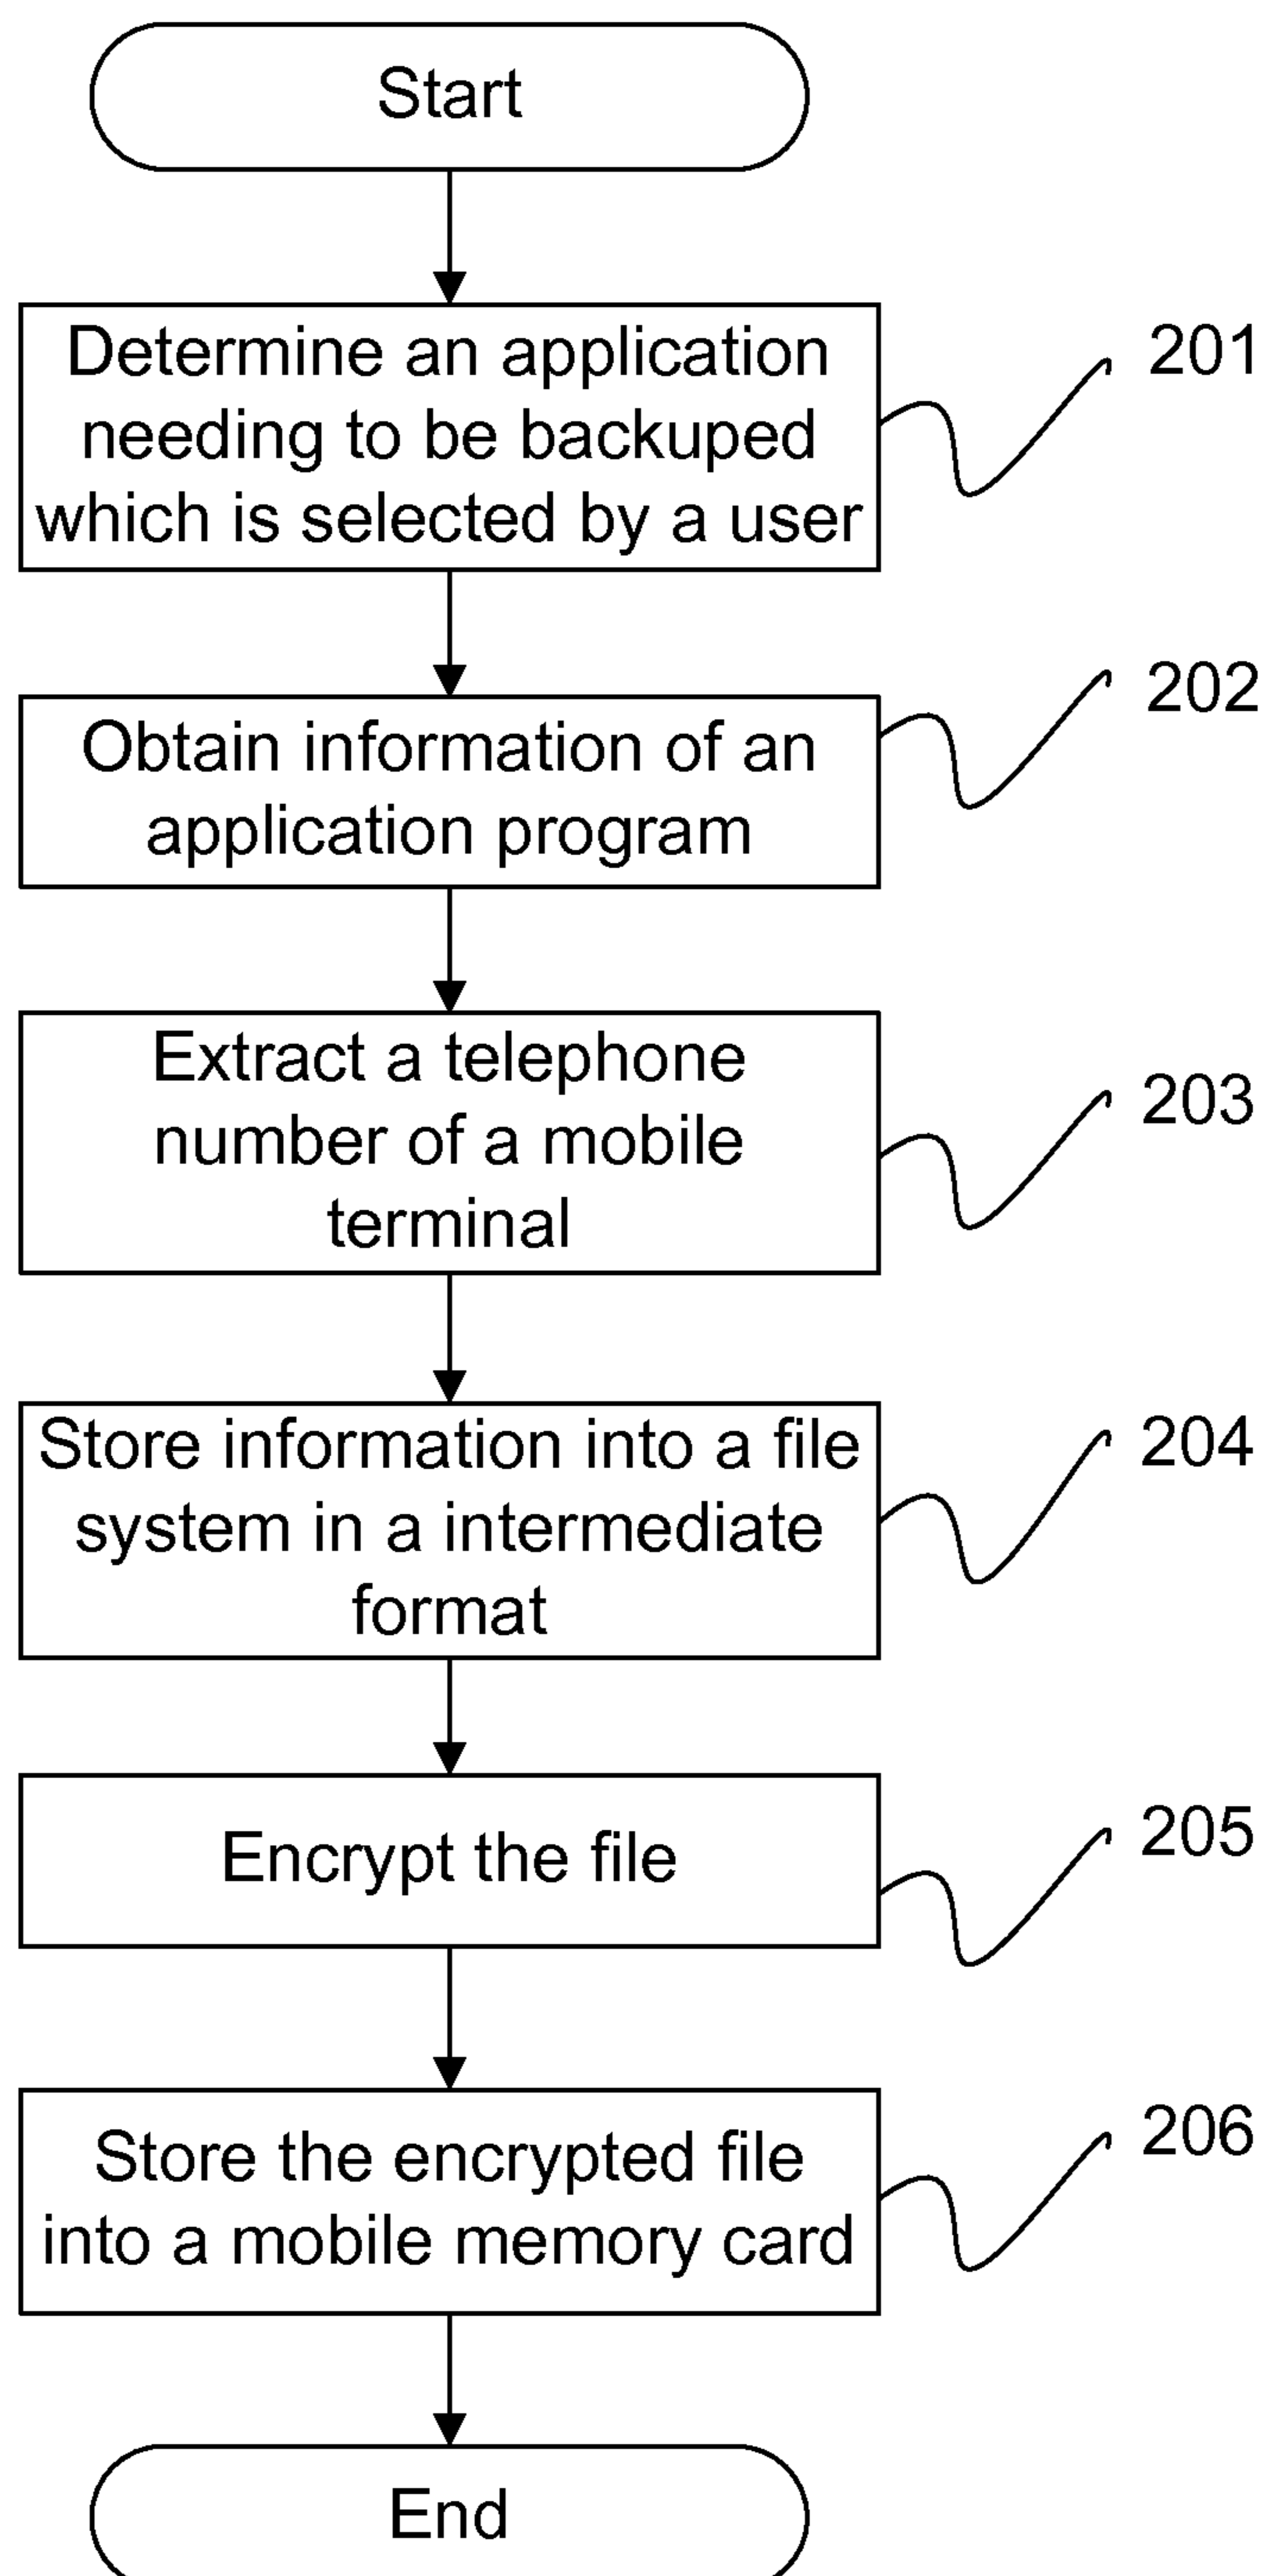 Start
Determine an application
needing to be backuped
which is selected by a user
201
Obtain information of an
application program
202
Extract a telephone
number of a mobile
terminal
203
Store information into a file
system in a intermediate
format
204
Encrypt the file
205
Store the encrypted file
into a mobile memory card
206
End